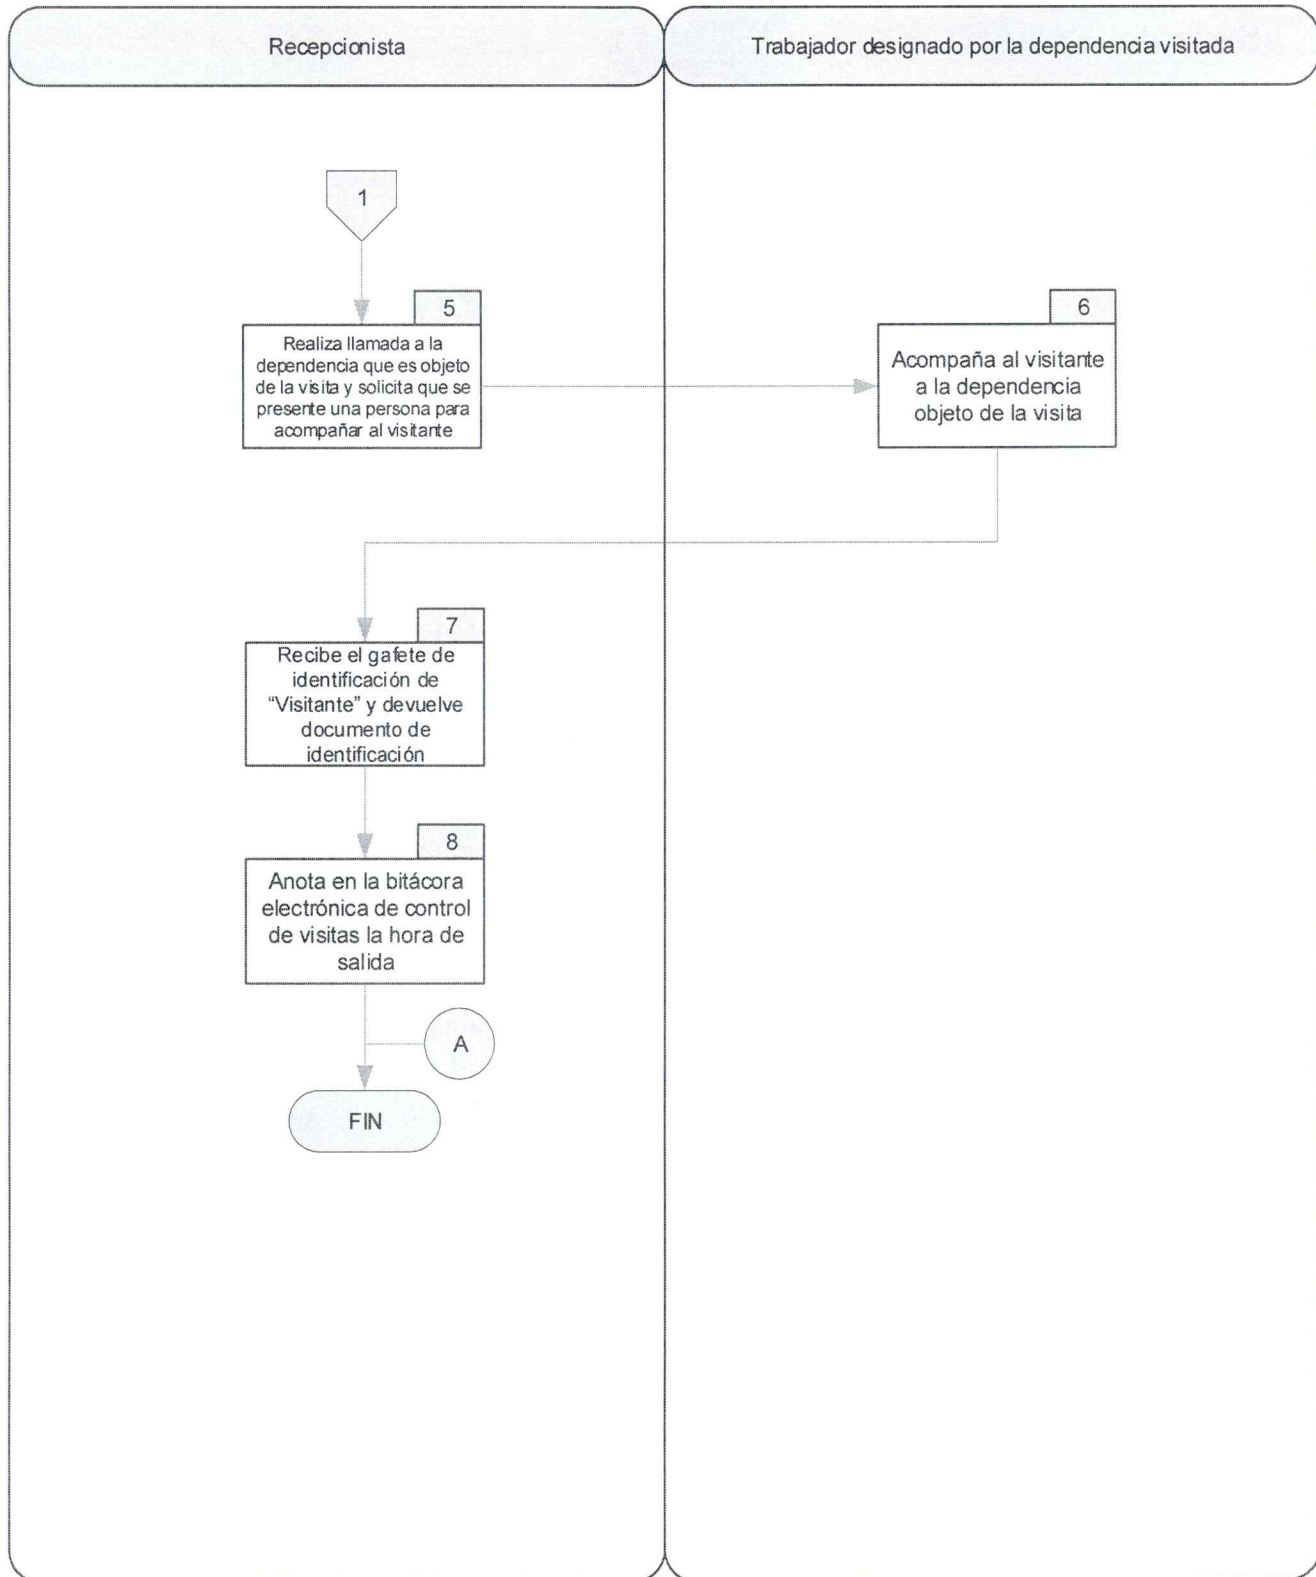 Recepcionista
Trabajador designado por la dependencia visitada
1
5
Realiza llamada a la
dependencia que es objeto
de la visita y solicita que se
presente una persona para
acompañar al visitante
6
Acompaña al visitante
a la dependencia
objeto de la visita
7
Recibe el gafete de
identificación de
“Visitante” y devuelve
documento de
identificación
8
Anota en la bitácora
electrónica de control
de visitas la hora de
salida
A
FIN